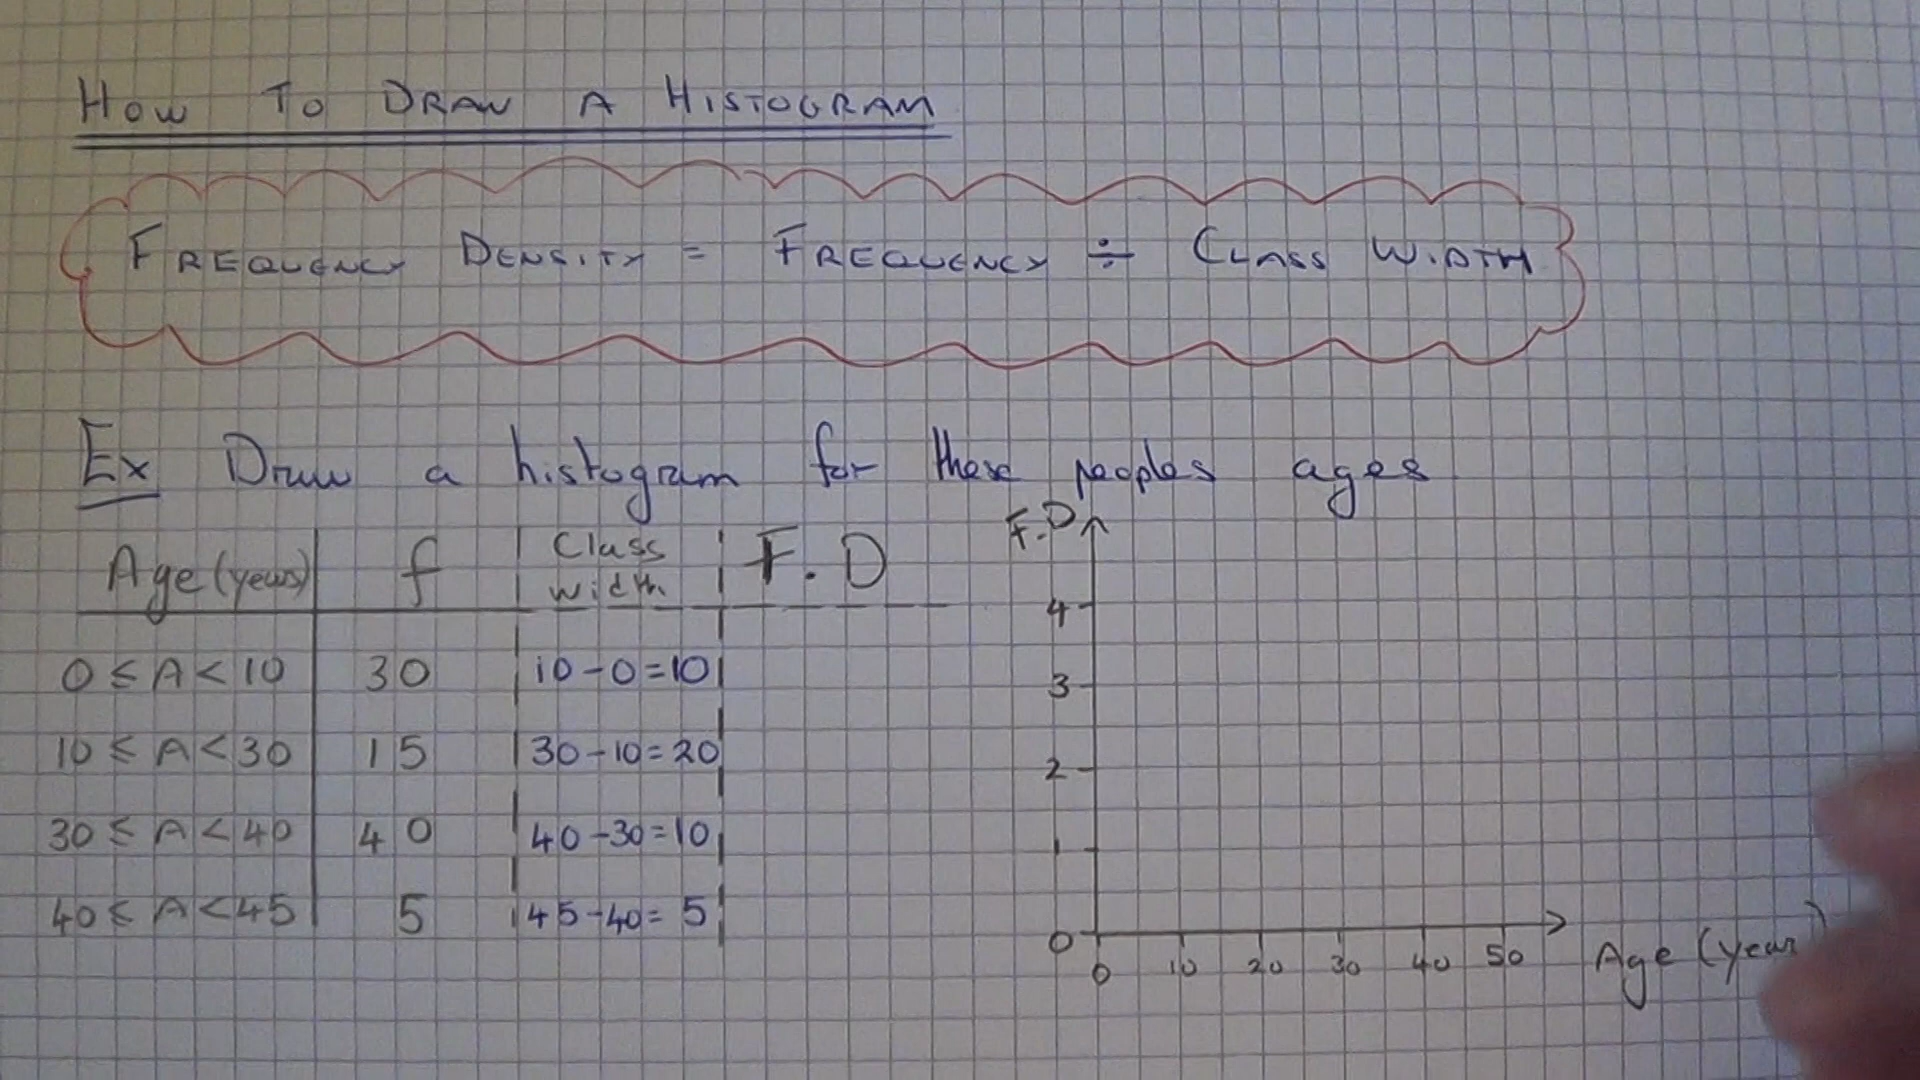 HOW TO DRAW A HISTOGRAM
FREQUENCY DENSITY = FREQUENCY ÷ CLASS WIDTH
Ex Draw a histogram for these peoples ages
Age (years) f Class width F.D
0 ≤ A < 10 30 10 - 0 = 10
10 ≤ A < 30 15 30 - 10 = 20
30 ≤ A < 40 40 40 - 30 = 10
40 ≤ A < 45 5 45 - 40 = 5
F.D
4
3
2
1
0
0 10 20 30 40 50 Age (years)